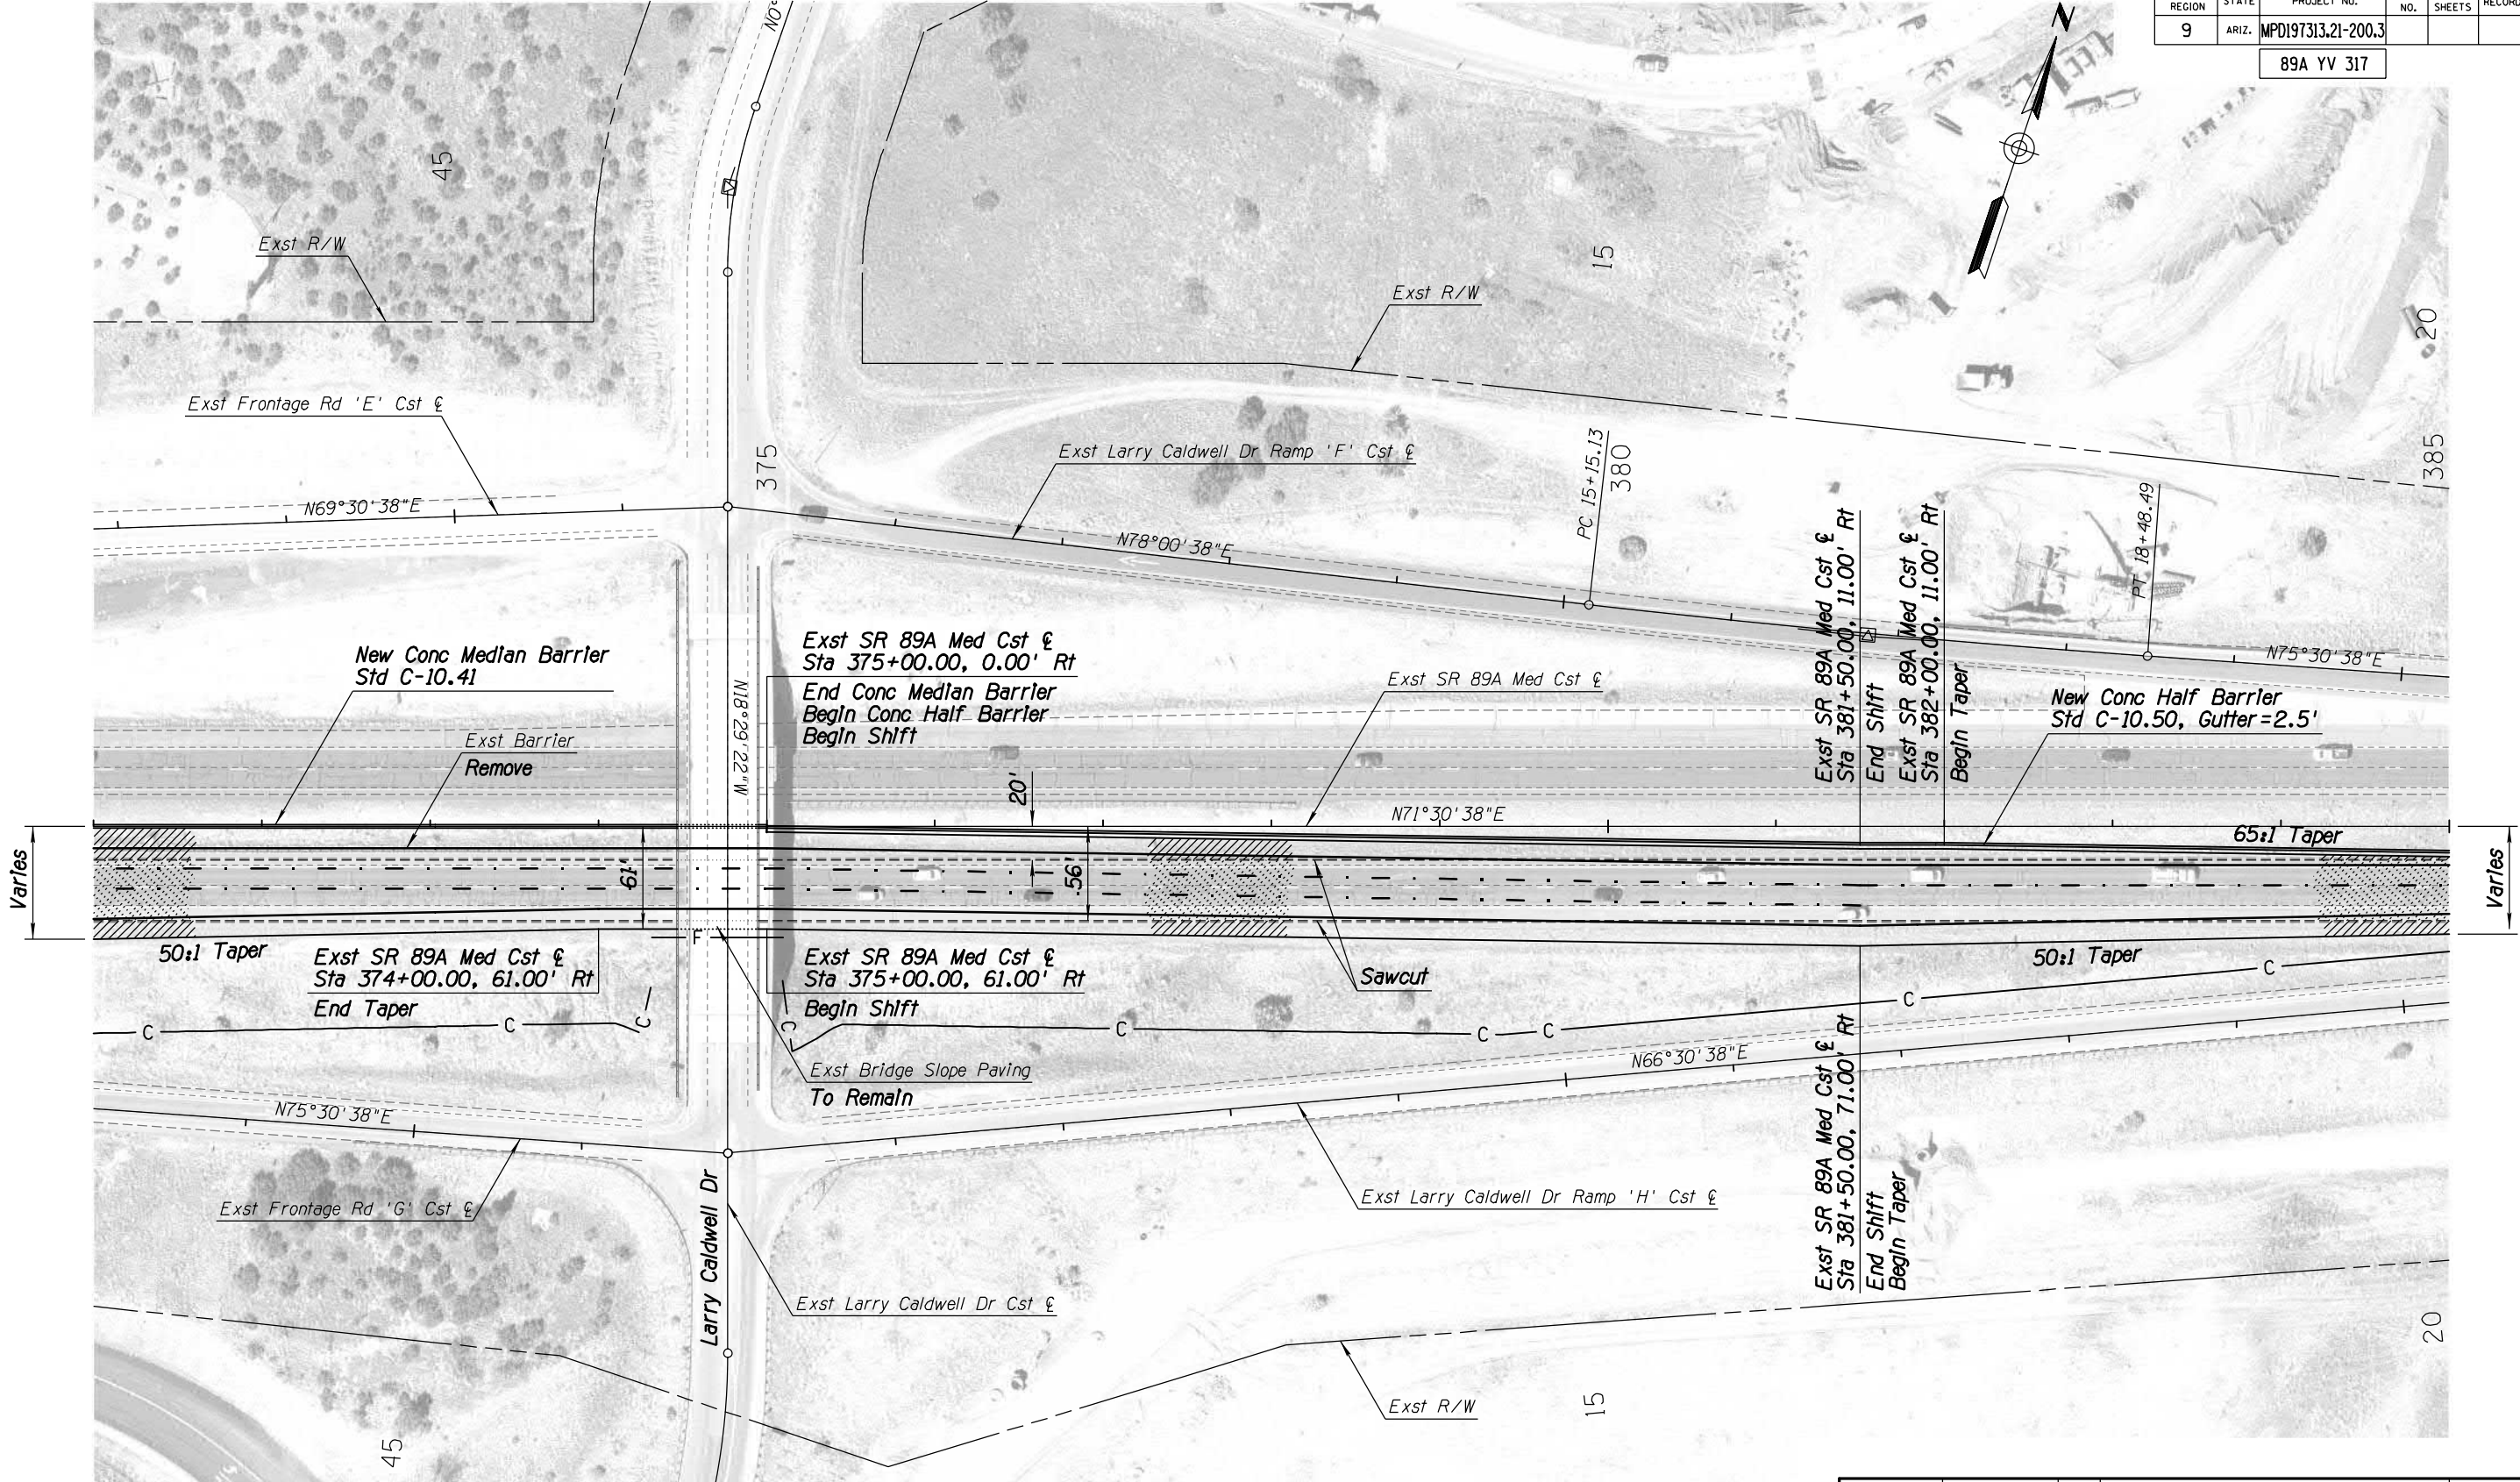 REGION STATE PROJECT NO. NO. SHEETS RECORD
9 ARIZ. MPD197313.21-200.3
89A YV 317
N
N0°
45
Exst R/W
15
Exst R/W
20
Exst Frontage Rd 'E' Cst ℄
375
Exst Larry Caldwell Dr Ramp 'F' Cst ℄
PC 15+15.13
380
385
N69°30'38"E
N78°00'38"E
PT 18+48.49
N75°30'38"E
New Conc Median Barrier
Std C-10.41
Exst Barrier
Remove
N18°29'22"W
Exst SR 89A Med Cst ℄
Sta 375+00.00, 0.00' Rt
End Conc Median Barrier
Begin Conc Half Barrier
Begin Shift
Exst SR 89A Med Cst ℄
Exst SR 89A Med Cst ℄
Sta 381+50.00, 11.00' Rt
End Shift
Exst SR 89A Med Cst ℄
Sta 382+00.00, 11.00' Rt
Begin Taper
New Conc Half Barrier
Std C-10.50, Gutter=2.5'
20'
N71°30'38"E
65:1 Taper
Varies
61'
56'
Varies
50:1 Taper
Exst SR 89A Med Cst ℄
Sta 374+00.00, 61.00' Rt
End Taper
F
Exst SR 89A Med Cst ℄
Sta 375+00.00, 61.00' Rt
Begin Shift
Sawcut
50:1 Taper
C
C
C
C
C
C
C
C
C
Exst Bridge Slope Paving
To Remain
N66°30'38"E
N75°30'38"E
Exst Frontage Rd 'G' Cst ℄
Larry Caldwell Dr
Exst Larry Caldwell Dr Ramp 'H' Cst ℄
Exst SR 89A Med Cst ℄
Sta 381+50.00, 71.00' Rt
End Shift
Begin Taper
Exst Larry Caldwell Dr Cst ℄
Exst R/W
45
15
20